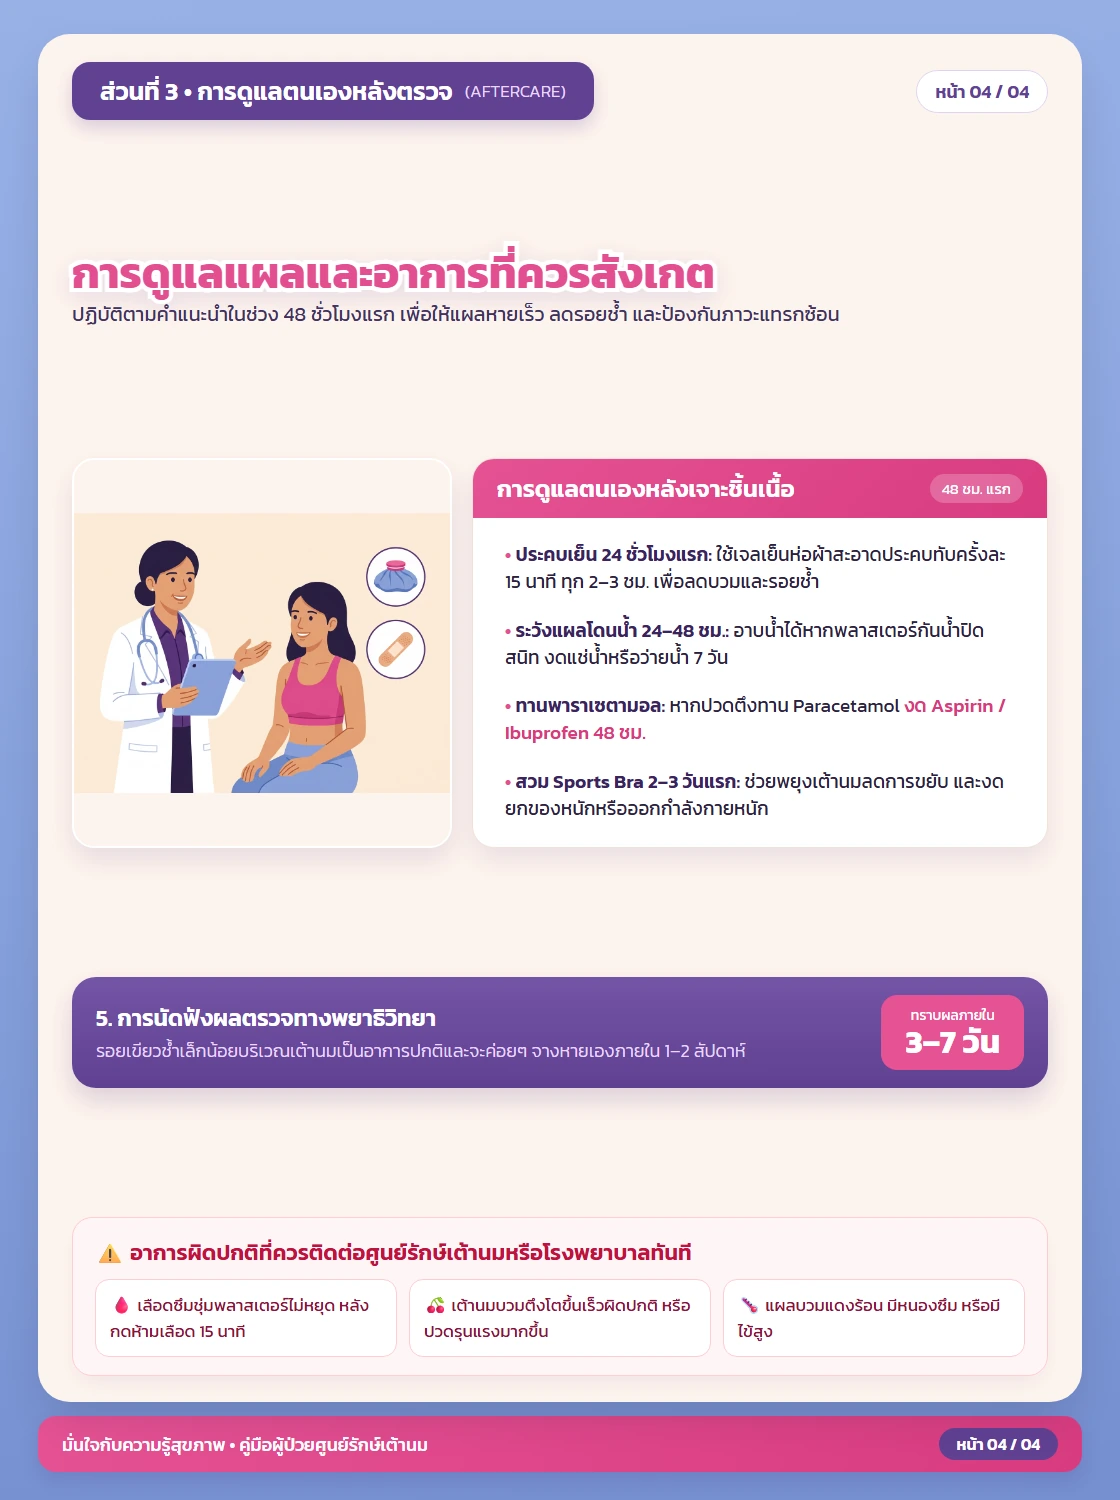 ส่วนที่ 3 • การดูแลตนเองหลังตรวจ (AFTERCARE)
หน้า 04 / 04
การดูแลแผลและอาการที่ควรสังเกต
ปฏิบัติตามคำแนะนำในช่วง 48 ชั่วโมงแรก เพื่อให้แผลหายเร็ว ลดรอยช้ำ และป้องกันภาวะแทรกซ้อน
การดูแลตนเองหลังเจาะชิ้นเนื้อ
48 ชม. แรก
• ประคบเย็น 24 ชั่วโมงแรก: ใช้เจลเย็นห่อผ้าสะอาดประคบทับครั้งละ
15 นาที ทุก 2–3 ชม. เพื่อลดบวมและรอยช้ำ
• ระวังแผลโดนน้ำ 24–48 ชม.: อาบน้ำได้หากพลาสเตอร์กันน้ำปิด
สนิท งดแช่น้ำหรือว่ายน้ำ 7 วัน
• ทานพาราเซตามอล: หากปวดตึงทาน Paracetamol งด Aspirin /
Ibuprofen 48 ชม.
• สวม Sports Bra 2–3 วันแรก: ช่วยพยุงเต้านมลดการขยับ และงด
ยกของหนักหรือออกกำลังกายหนัก
5. การนัดฟังผลตรวจทางพยาธิวิทยา
รอยเขียวช้ำเล็กน้อยบริเวณเต้านมเป็นอาการปกติและจะค่อยๆ จางหายเองภายใน 1–2 สัปดาห์
ทราบผลภายใน
3–7 วัน
⚠️ อาการผิดปกติที่ควรติดต่อศูนย์รักษ์เต้านมหรือโรงพยาบาลทันที
🩸 เลือดซึมชุ่มพลาสเตอร์ไม่หยุด หลัง
กดห้ามเลือด 15 นาที
🍒 เต้านมบวมตึงโตขึ้นเร็วผิดปกติ หรือ
ปวดรุนแรงมากขึ้น
🌡️ แผลบวมแดงร้อน มีหนองซึม หรือมี
ไข้สูง
มั่นใจกับความรู้สุขภาพ • คู่มือผู้ป่วยศูนย์รักษ์เต้านม
หน้า 04 / 04